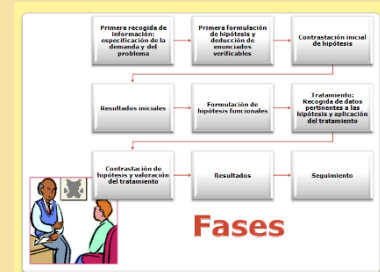 Primera recogida de
información:
especificación de la
demanda y del
problema
Primera formulación
de hipótesis y
deducción de
enunciados
verificables
Contrastación inicial
de hipótesis
Resultados iniciales
Formulación de
hipótesis funcionales
Tratamiento:
Recogida de datos
pertinentes a las
hipótesis y aplicación
del tratamiento
Contrastación de
hipótesis y valoración
del tratamiento
Resultados
Seguimiento
Fases